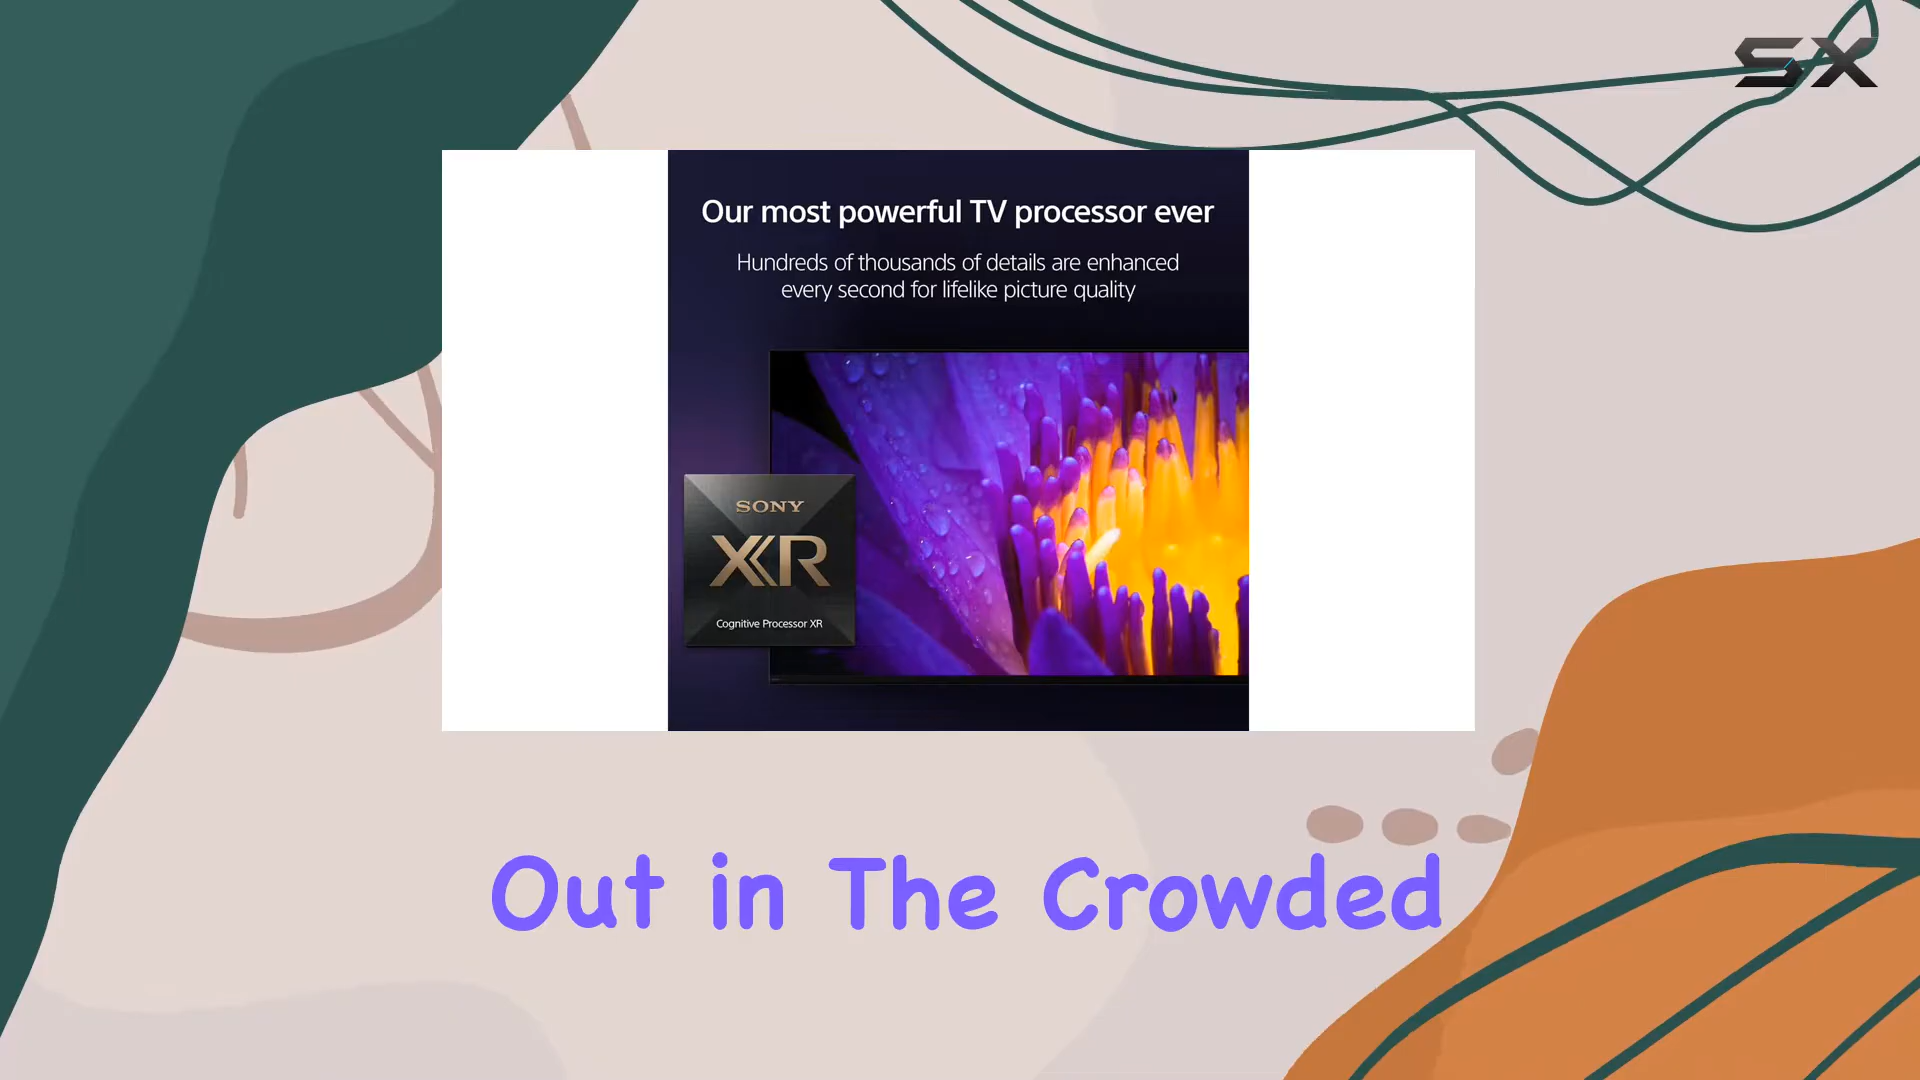 SX
Our most powerful TV processor ever
Hundreds of thousands of details are enhanced
every second for lifelike picture quality
SONY
XR
Cognitive Processor XR
Out in The Crowded